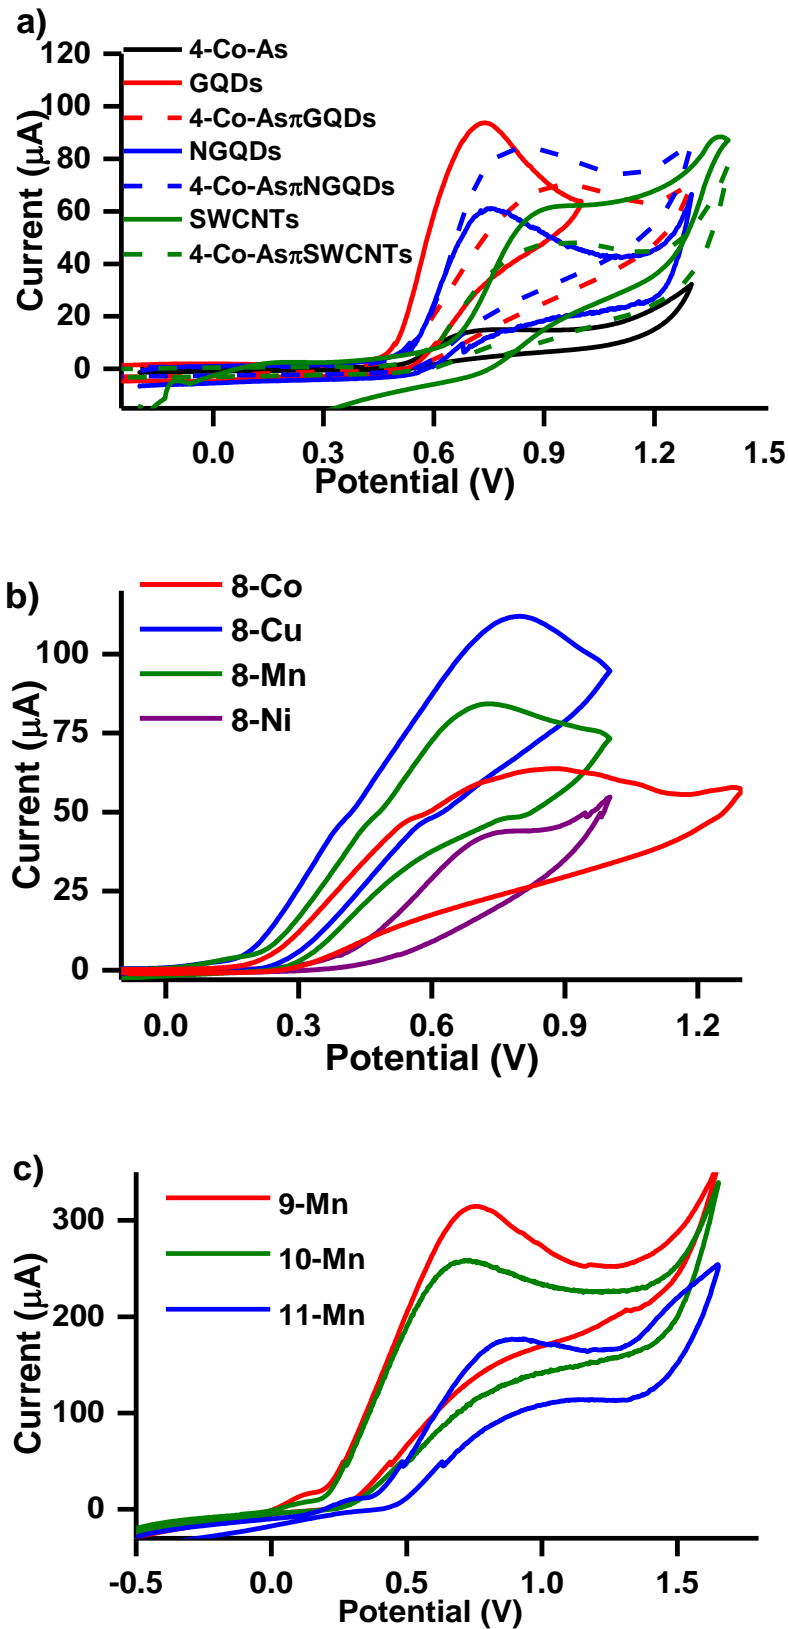 a)
Current (μA)
120
100
80
60
40
20
0
4-Co-As
GQDs
4-Co-AsπGQDs
NGQDs
4-Co-AsπNGQDs
SWCNTs
4-Co-AsπSWCNTs
0.0 0.3 0.6 0.9 1.2 1.5
Potential (V)
b)
Current (μA)
100
75
50
25
0
8-Co
8-Cu
8-Mn
8-Ni
0.0 0.3 0.6 0.9 1.2
Potential (V)
c)
Current (μA)
300
200
100
0
9-Mn
10-Mn
11-Mn
-0.5 0.0 0.5 1.0 1.5
Potential (V)